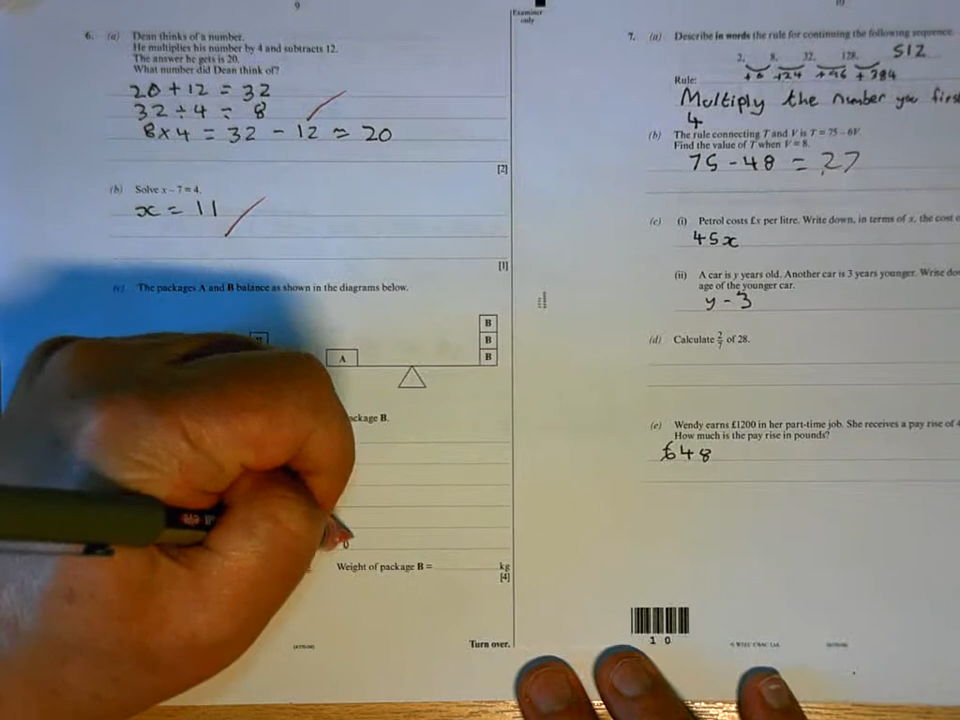 9
Examiner
only
6. (a) Dean thinks of a number.
He multiplies his number by 4 and subtracts 12.
The answer he gets is 20.
What number did Dean think of?
20 + 12 = 32
32 ÷ 4 = 8
8 x 4 = 32 - 12 = 20
[2]
(b) Solve x – 7 = 4.
x = 11
[1]
(c) The packages A and B balance as shown in the diagrams below.
B
B
A B
package B.
Weight of package B = kg
[4]
Turn over.
10
7. (a) Describe in words the rule for continuing the following sequence.
2, 8, 32, 128, 512
+6 +24 +96 +384
Rule:
Multiply the number you first
4
(b) The rule connecting T and V is T = 75 – 6V.
Find the value of T when V = 8.
75 - 48 = 27
(c) (i) Petrol costs £x per litre. Write down, in terms of x, the cost
45x
(ii) A car is y years old. Another car is 3 years younger. Write
age of the younger car.
y - 3
(d) Calculate 2/7 of 28.
(e) Wendy earns £1200 in her part-time job. She receives a pay rise of 4
How much is the pay rise in pounds?
£48
1 0